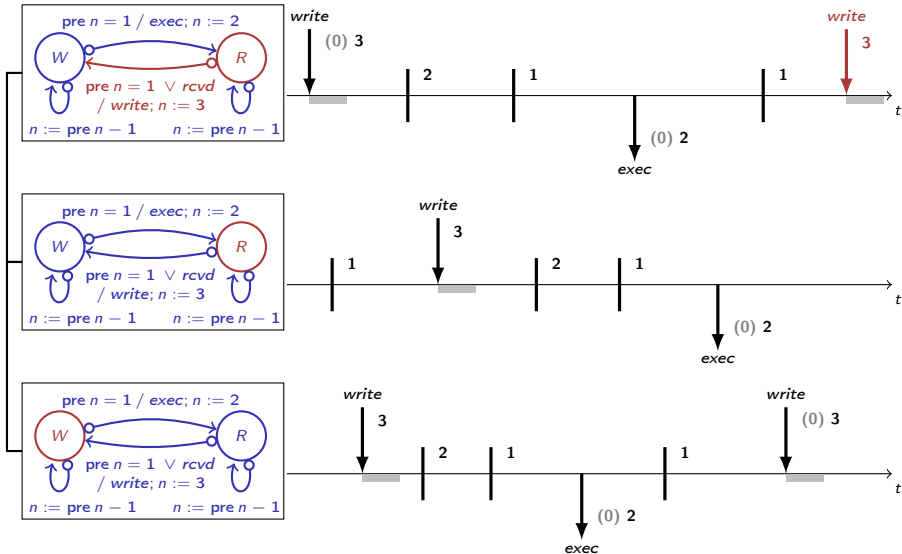 pre n = 1 / exec; n := 2
W
R
pre n = 1 ∨ rcvd
/ write; n := 3
n := pre n − 1
n := pre n − 1
write
(0) 3
2
1
(0) 2
exec
1
write
3
t
pre n = 1 / exec; n := 2
W
R
pre n = 1 ∨ rcvd
/ write; n := 3
n := pre n − 1
n := pre n − 1
1
write
3
2
1
(0) 2
exec
t
pre n = 1 / exec; n := 2
W
R
pre n = 1 ∨ rcvd
/ write; n := 3
n := pre n − 1
n := pre n − 1
write
3
2
1
(0) 2
exec
1
write
(0) 3
t